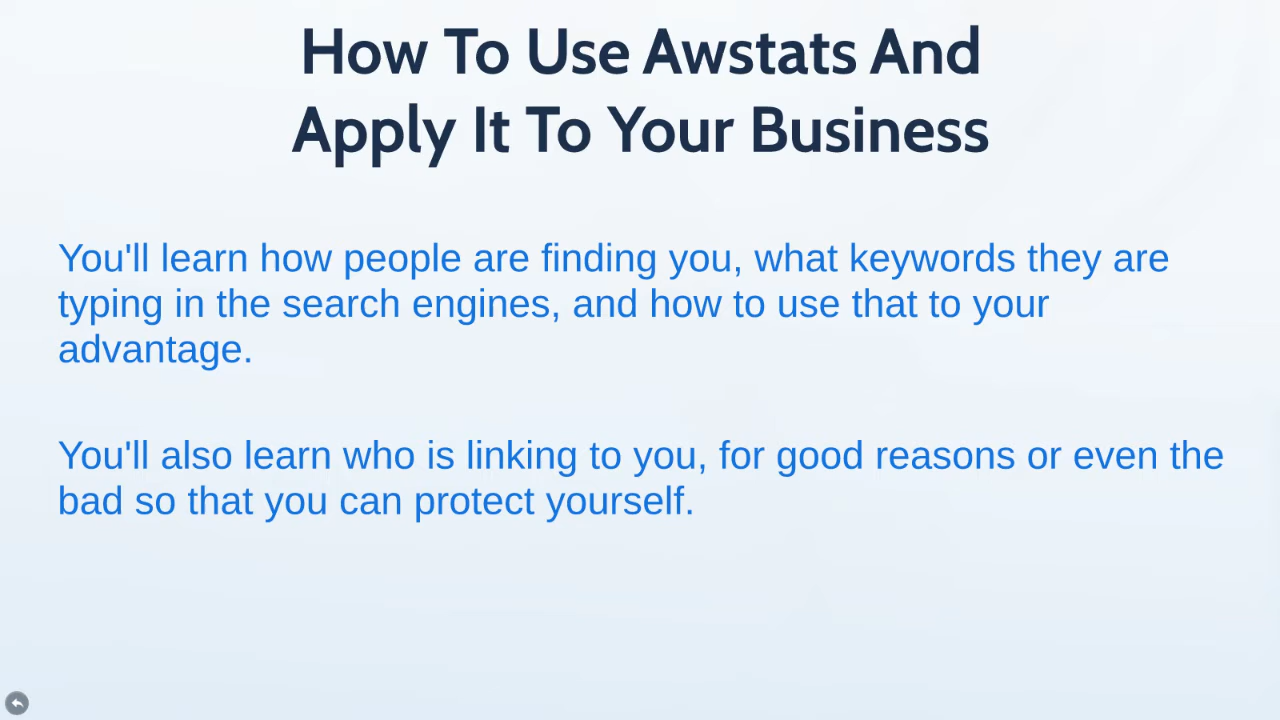 How To Use Awstats And
Apply It To Your Business
You'll learn how people are finding you, what keywords they are
typing in the search engines, and how to use that to your
advantage.
You'll also learn who is linking to you, for good reasons or even the
bad so that you can protect yourself.